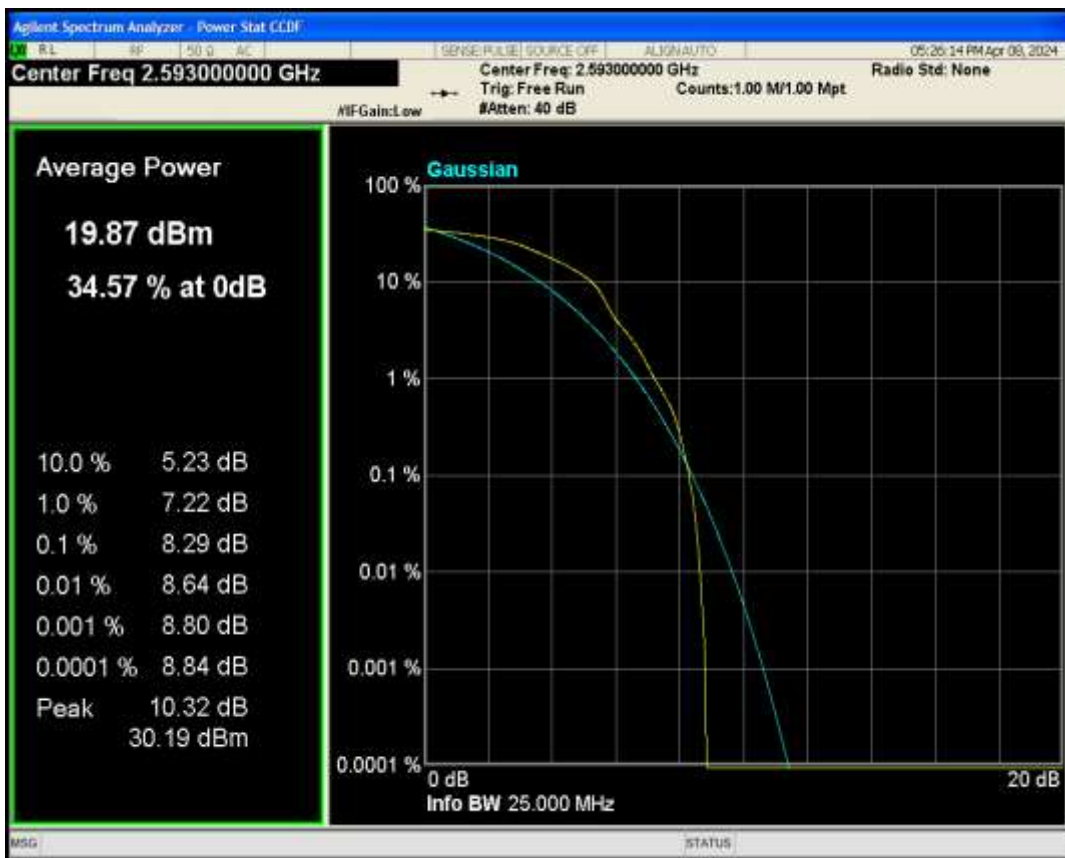 Agilent Spectrum Analyzer - Power Stat CCDF
RL RF 50 Ω AC SENSE:PULSE SOURCE OFF ALIGN AUTO 05:26:14 PM Apr 08, 2024
Center Freq 2.593000000 GHz
Center Freq: 2.593000000 GHz Radio Std: None
Trig: Free Run Counts:1.00 M/1.00 Mpt
#IFGain:Low #Atten: 40 dB
Average Power
19.87 dBm
34.57 % at 0dB
10.0 % 5.23 dB
1.0 % 7.22 dB
0.1 % 8.29 dB
0.01 % 8.64 dB
0.001 % 8.80 dB
0.0001 % 8.84 dB
Peak 10.32 dB
30.19 dBm
Gaussian
100 %
10 %
1 %
0.1 %
0.01 %
0.001 %
0.0001 %
0 dB 20 dB
Info BW 25.000 MHz
MSG STATUS